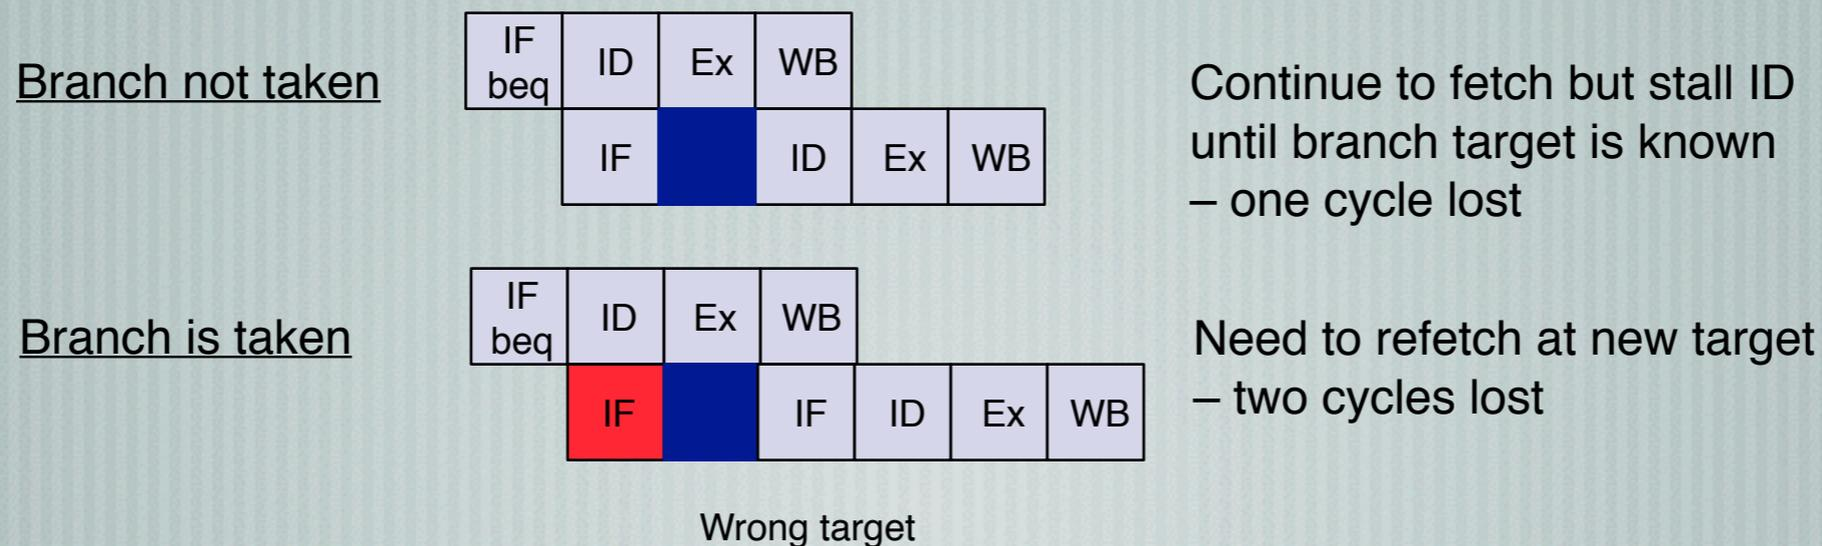 Branch not taken
IF beq ID Ex WB
IF ID Ex WB
Continue to fetch but stall ID
until branch target is known
– one cycle lost
Branch is taken
IF beq ID Ex WB
IF IF ID Ex WB
Need to refetch at new target
– two cycles lost
Wrong target